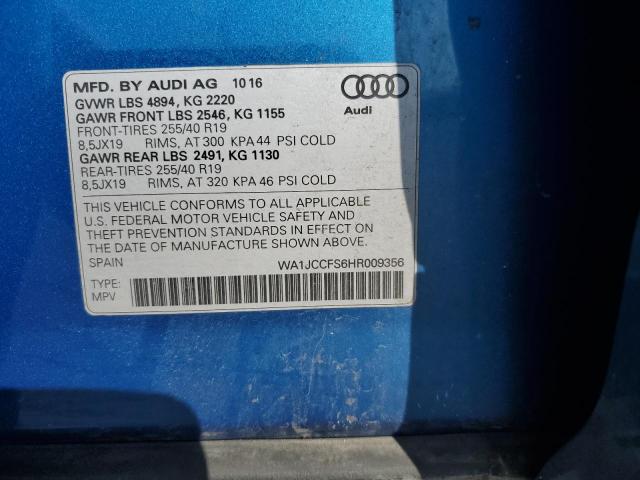 MFD. BY AUDI AG 10 16
GVWR LBS 4894, KG 2220
GAWR FRONT LBS 2546, KG 1155
FRONT-TIRES 255/40 R19
8,5JX19 RIMS, AT 300 KPA 44 PSI COLD
GAWR REAR LBS 2491, KG 1130
REAR-TIRES 255/40 R19
8,5JX19 RIMS, AT 320 KPA 46 PSI COLD
Audi
THIS VEHICLE CONFORMS TO ALL APPLICABLE
U.S. FEDERAL MOTOR VEHICLE SAFETY AND
THEFT PREVENTION STANDARDS IN EFFECT ON
THE DATE OF MANUFACTURE SHOWN ABOVE.
SPAIN WA1JCCFS6HR009356
TYPE:
MPV